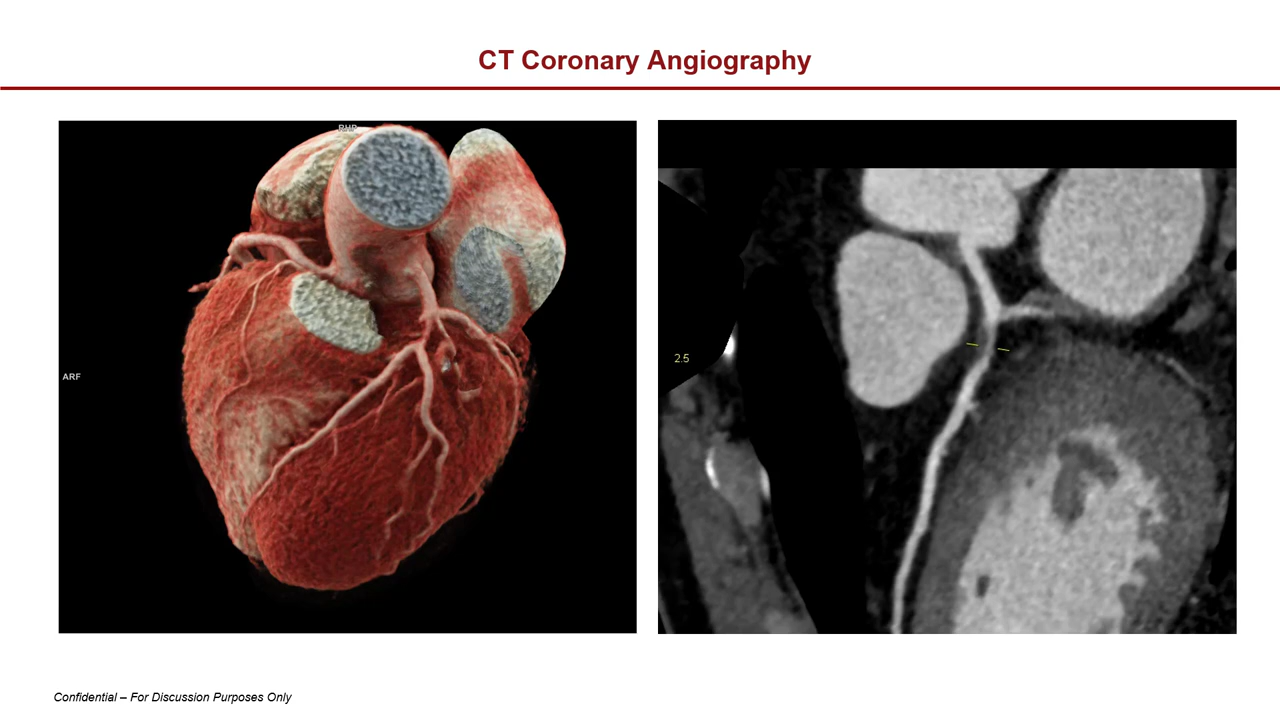 CT Coronary Angiography
ARF
2.5
Confidential – For Discussion Purposes Only